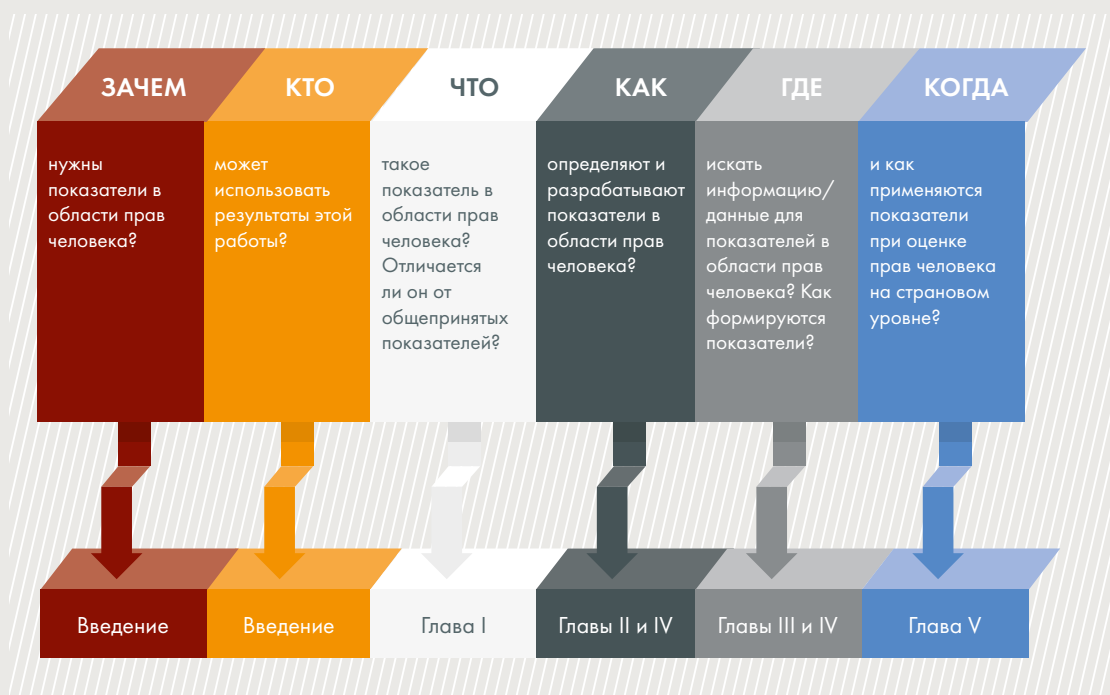 ЗАЧЕМ
нужны
показатели в
области прав
человека?
КТО
может
использовать
результаты этой
работы?
ЧТО
такое
показатель в
области прав
человека?
Отличается
ли он от
общепринятых
показателей?
КАК
определяют и
разрабатывают
показатели в
области прав
человека?
ГДЕ
искать
информацию/
данные для
показателей в
области прав
человека? Как
формируются
показатели?
КОГДА
и как
применяются
показатели
при оценке
прав человека
на страновом
уровне?
Введение
Введение
Глава I
Главы II и IV
Главы III и IV
Глава V